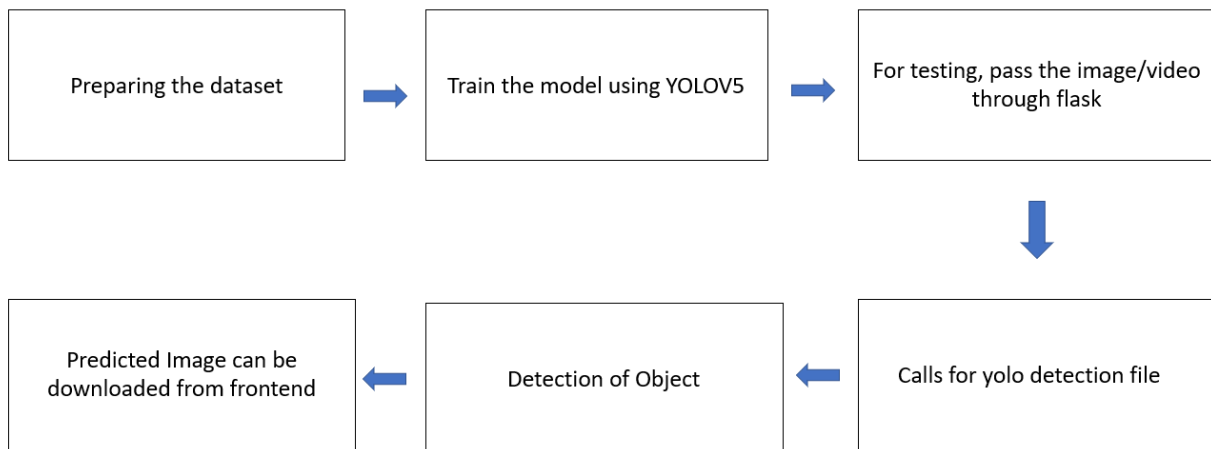 Preparing the dataset
Train the model using YOLOV5
For testing, pass the image/video
through flask
Calls for yolo detection file
Detection of Object
Predicted Image can be
downloaded from frontend